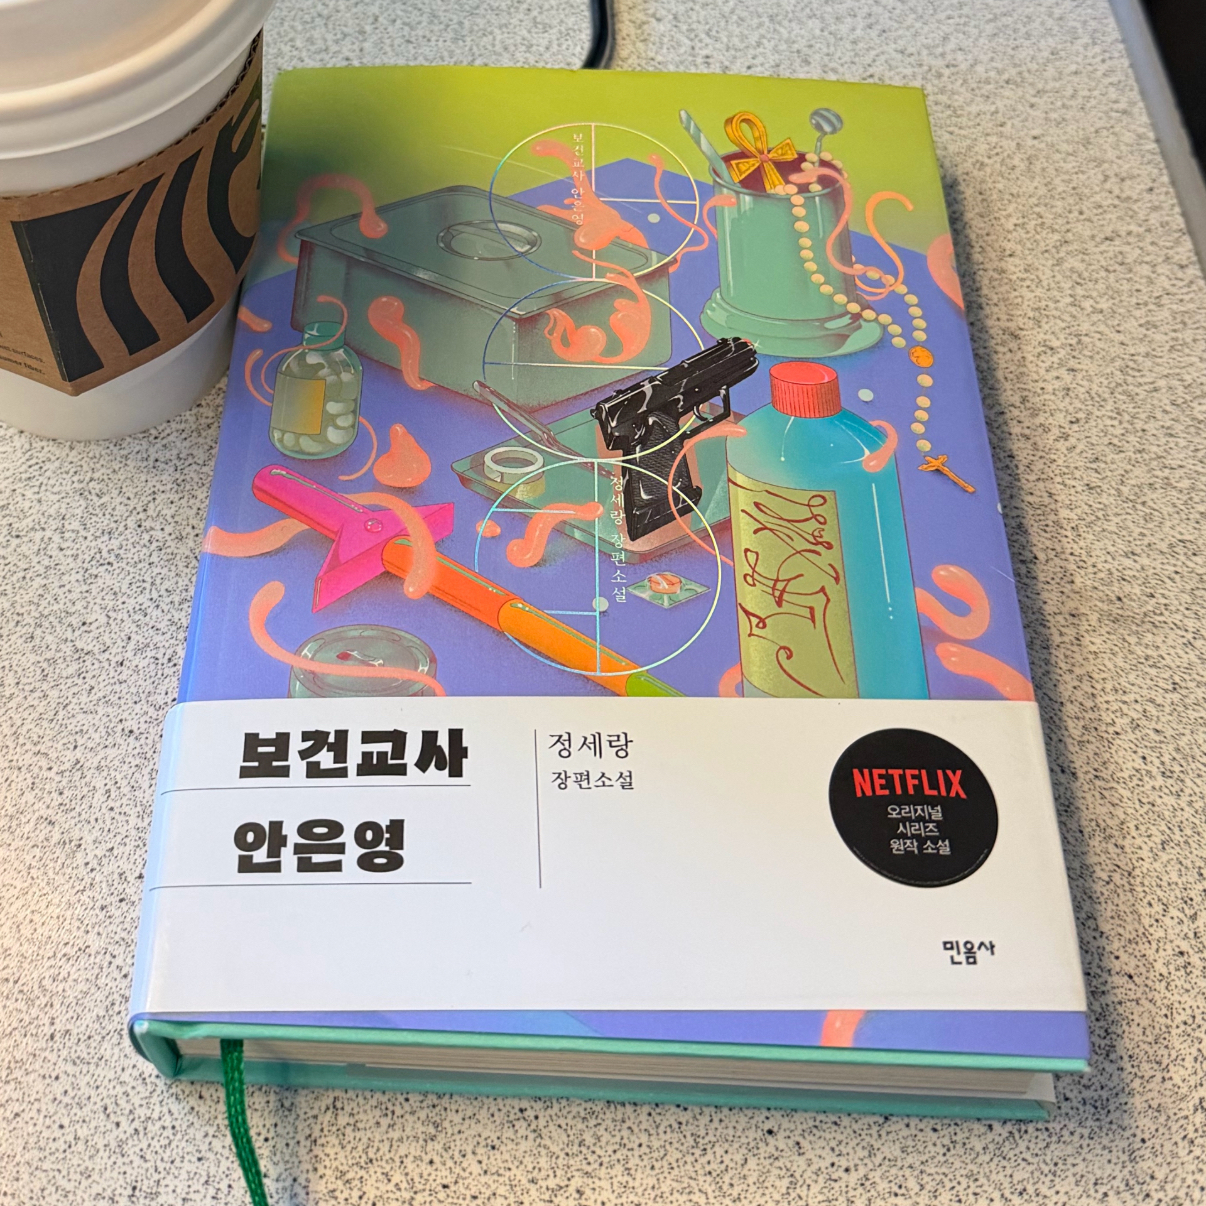 보건교사 안은영
정세랑 장편소설
보건교사
안은영
정세랑
장편소설
NETFLIX
오리지널
시리즈
원작 소설
민음사